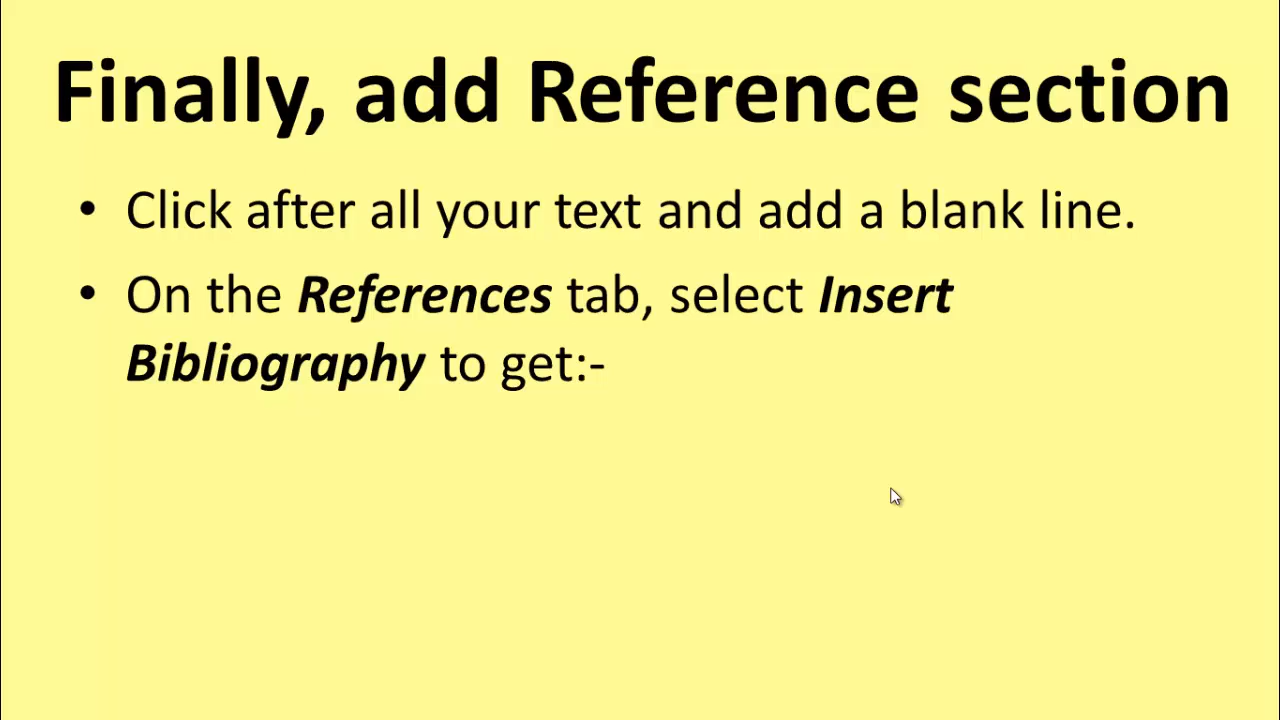 Finally, add Reference section
• Click after all your text and add a blank line.
• On the References tab, select Insert
Bibliography to get:-